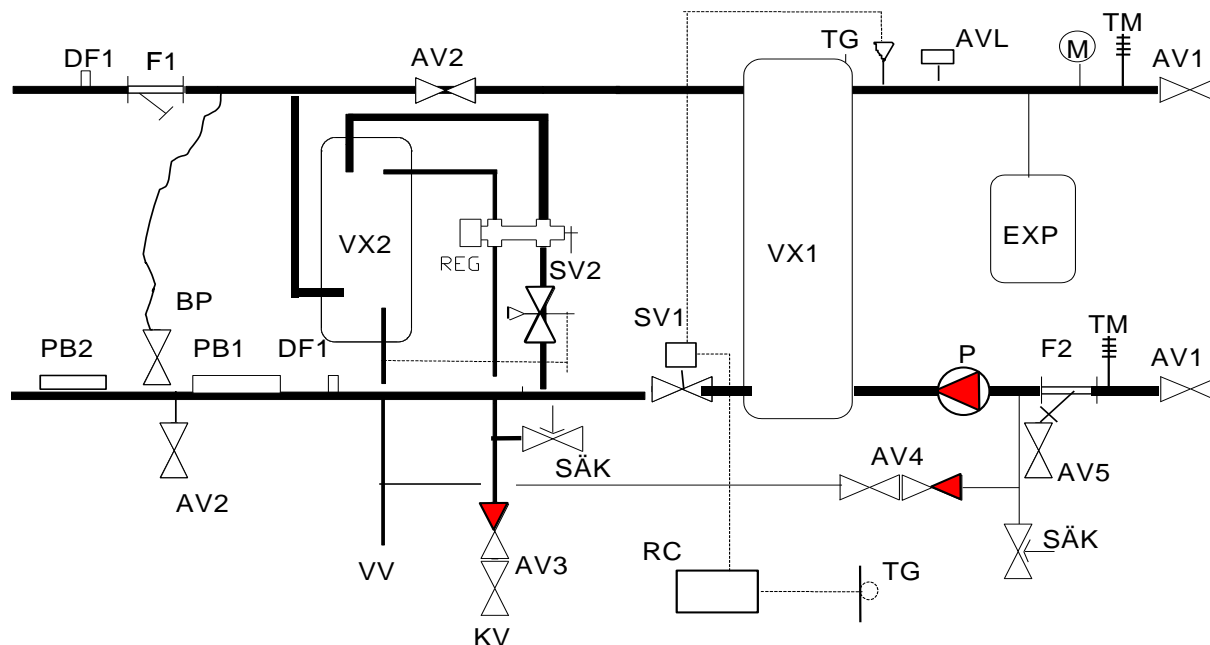 TM
DF1 F1 AV2 TG AVL M AV1
VX2 VX1 EXP
REG SV2
BP SV1 TM
PB2 PB1 DF1 P F2 AV1
SÄK AV4 AV5
AV2
RC SÄK
VV AV3 TG
KV